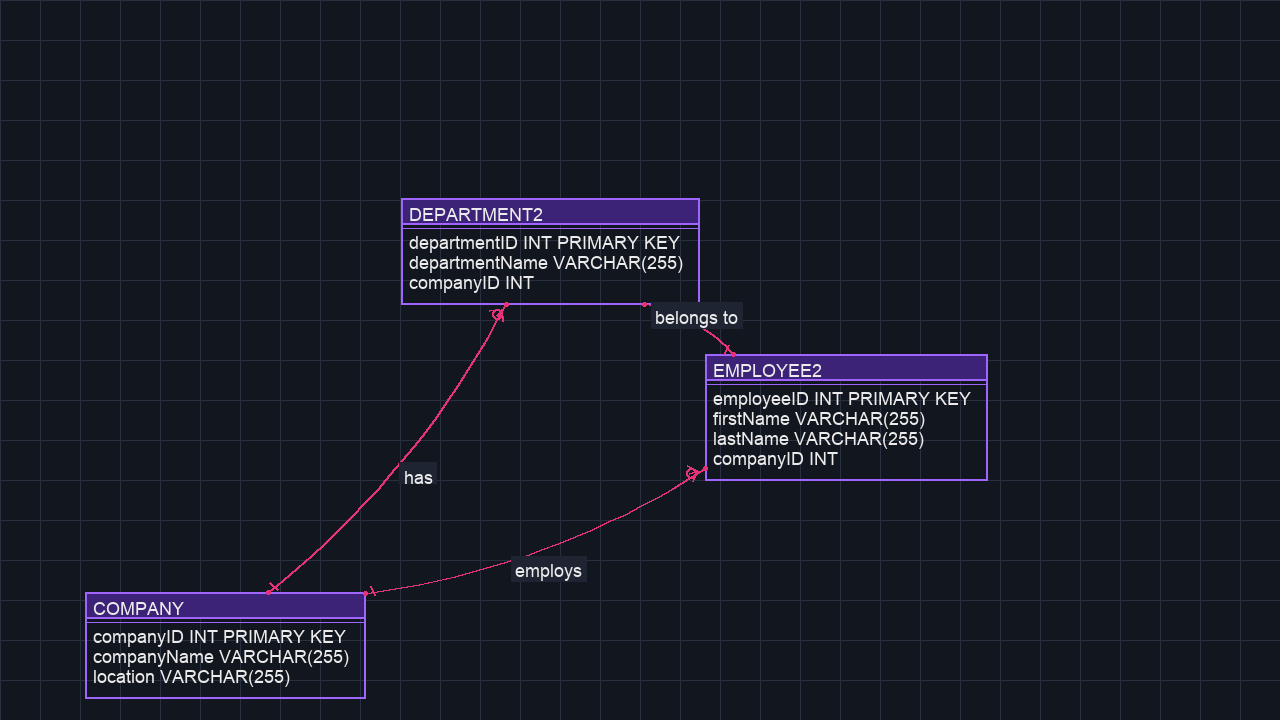 DEPARTMENT2
departmentID INT PRIMARY KEY
departmentName VARCHAR(255)
companyID INT
belongs to
EMPLOYEE2
employeeID INT PRIMARY KEY
firstName VARCHAR(255)
lastName VARCHAR(255)
companyID INT
has
employs
COMPANY
companyID INT PRIMARY KEY
companyName VARCHAR(255)
location VARCHAR(255)